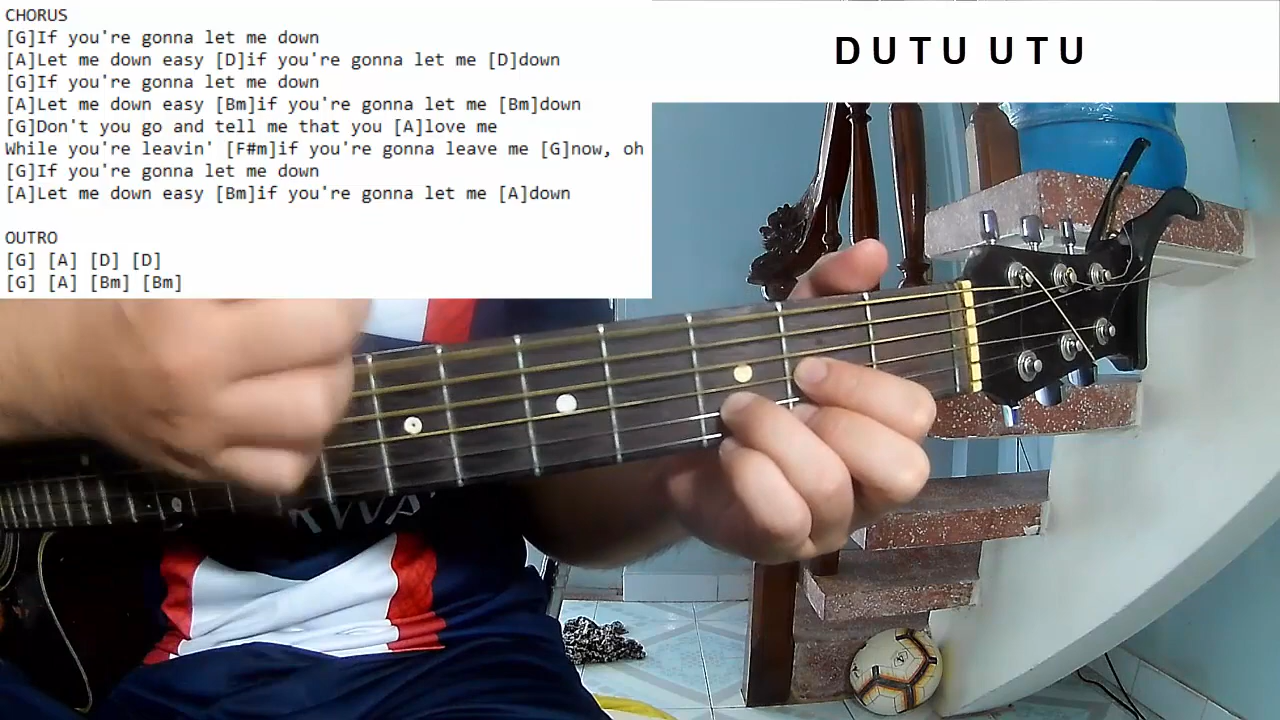 CHORUS
[G]If you're gonna let me down
[A]Let me down easy [D]if you're gonna let me [D]down
[G]If you're gonna let me down
[A]Let me down easy [Bm]if you're gonna let me [Bm]down
[G]Don't you go and tell me that you [A]love me
While you're leavin' [F#m]if you're gonna leave me [G]now, oh
[G]If you're gonna let me down
[A]Let me down easy [Bm]if you're gonna let me [A]down
OUTRO
[G] [A] [D] [D]
[G] [A] [Bm] [Bm]
D U T U U T U